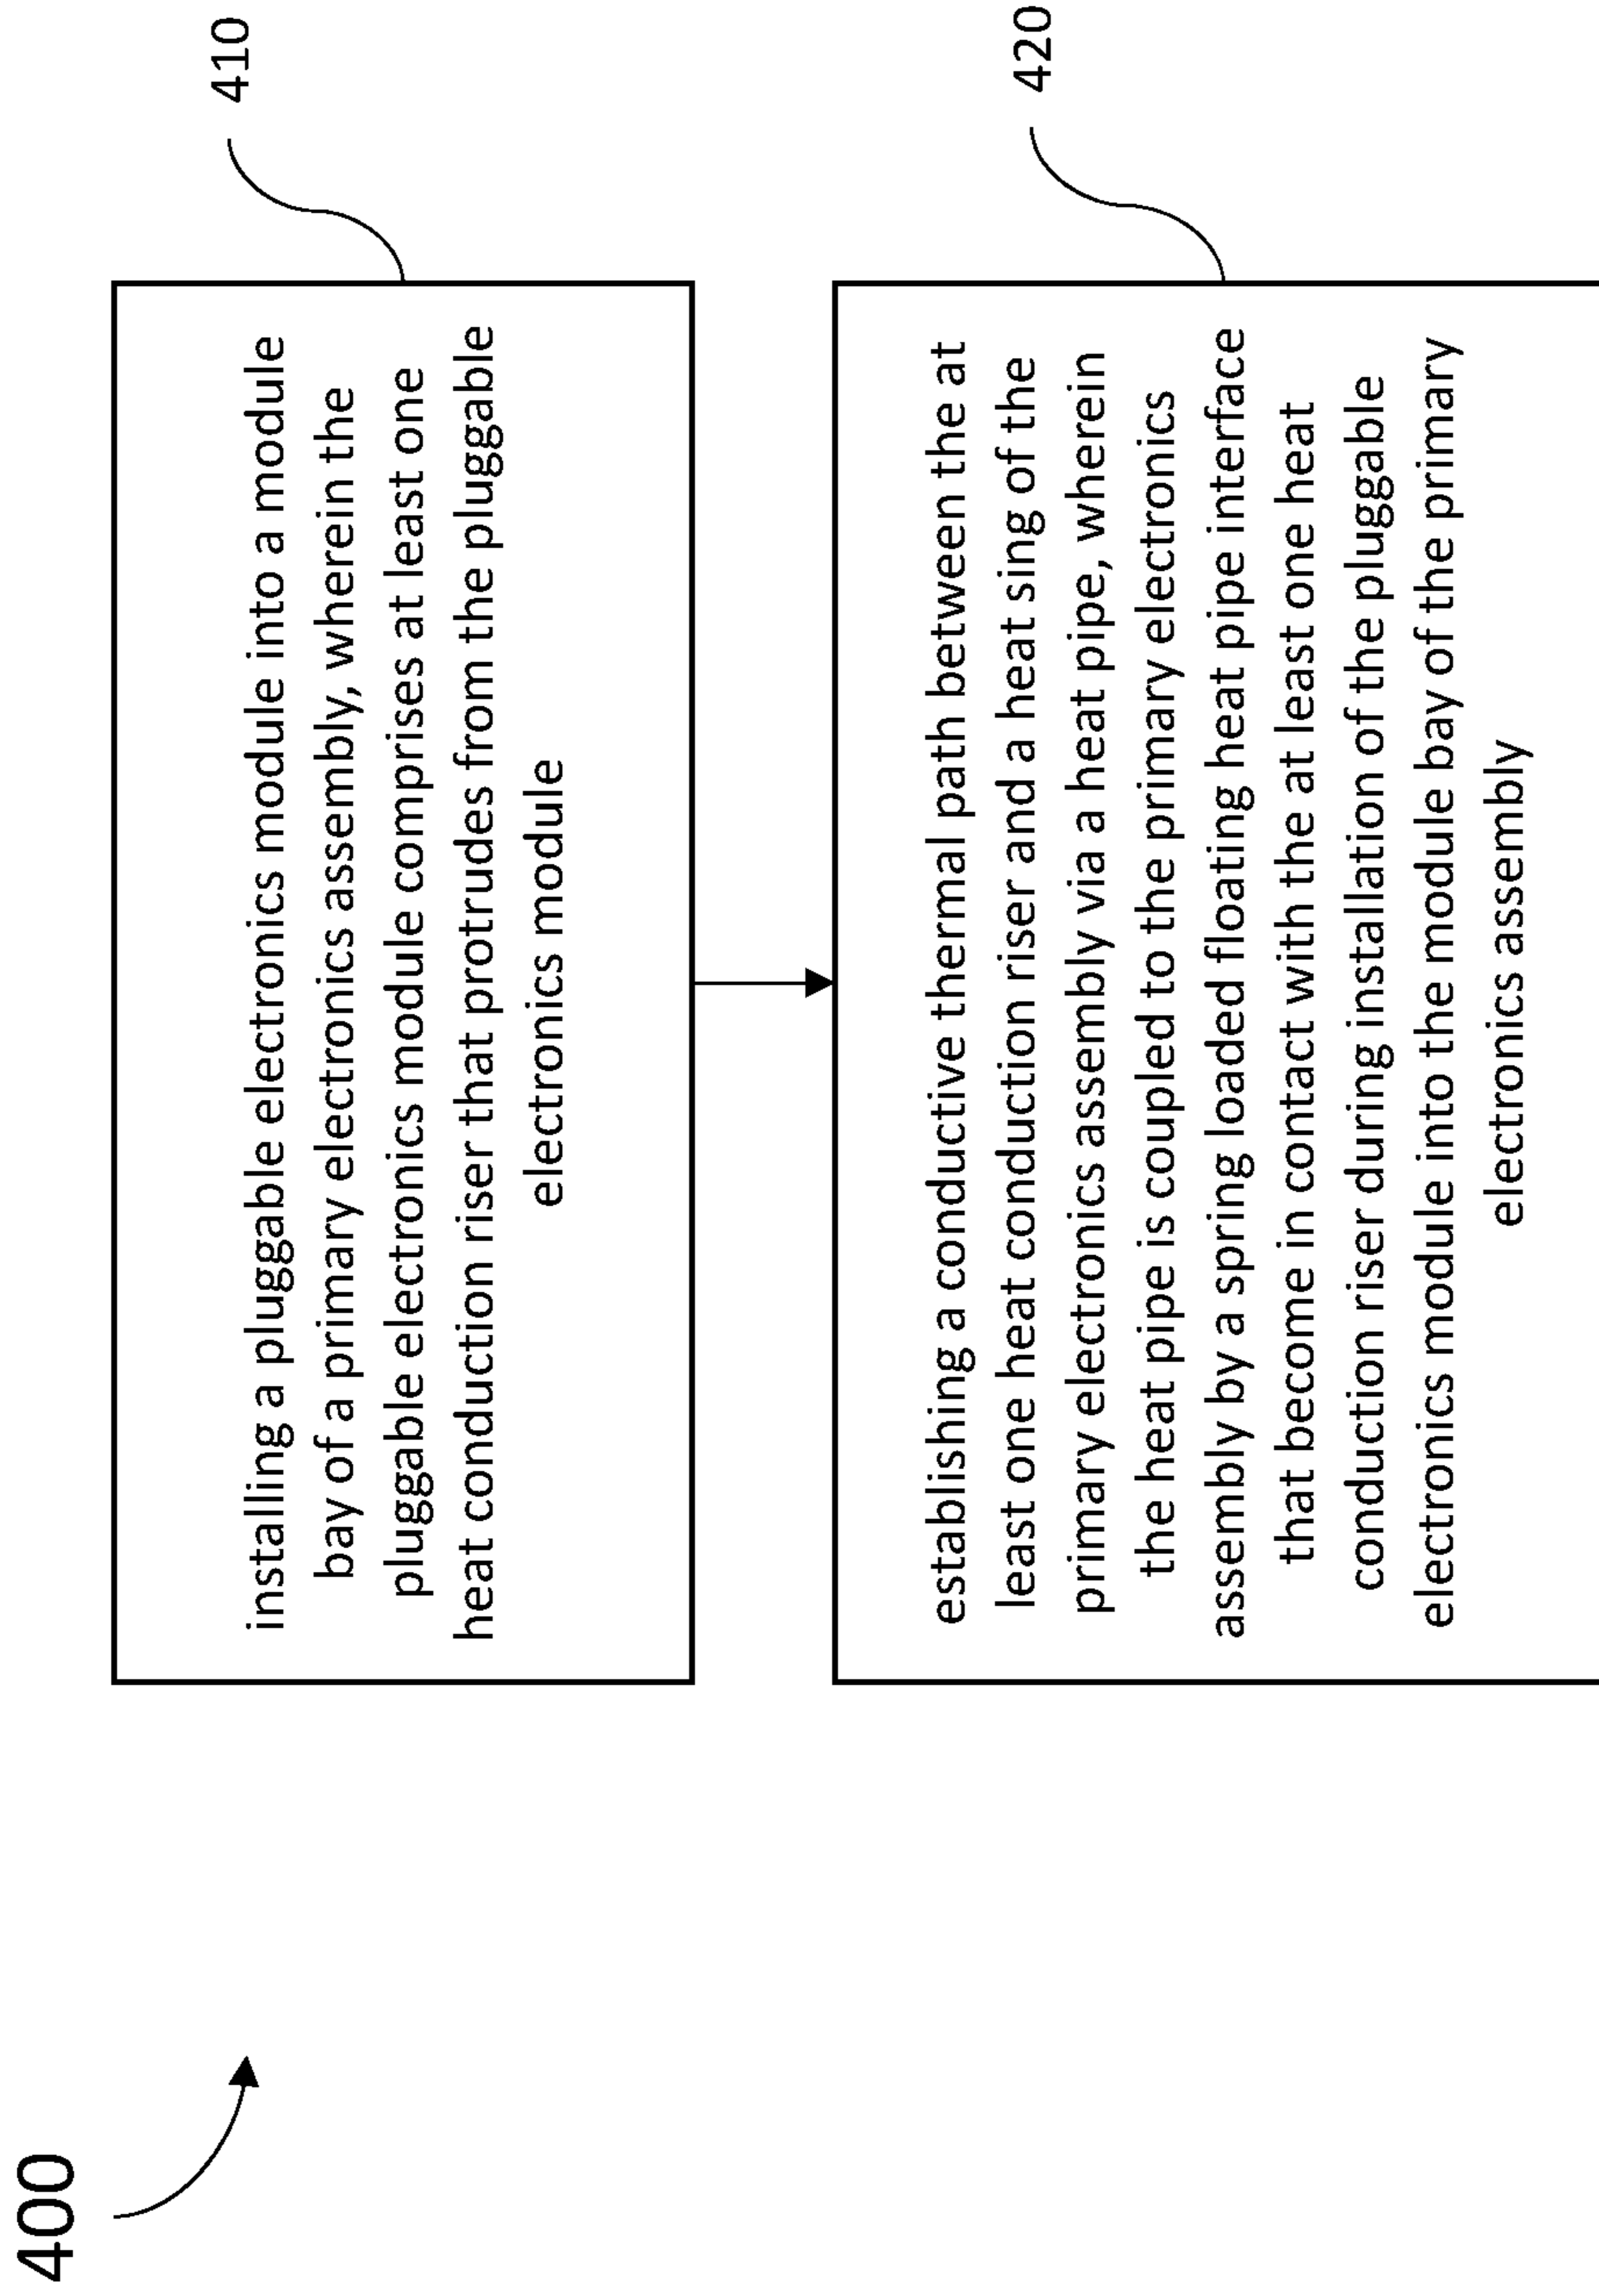 400
410
installing a pluggable electronics module into a module
bay of a primary electronics assembly, wherein the
pluggable electronics module comprises at least one
heat conduction riser that protrudes from the pluggable
electronics module
420
establishing a conductive thermal path between the at
least one heat conduction riser and a heat sing of the
primary electronics assembly via a heat pipe, wherein
the heat pipe is coupled to the primary electronics
assembly by a spring loaded floating heat pipe interface
that become in contact with the at least one heat
conduction riser during installation of the pluggable
electronics module into the module bay of the primary
electronics assembly